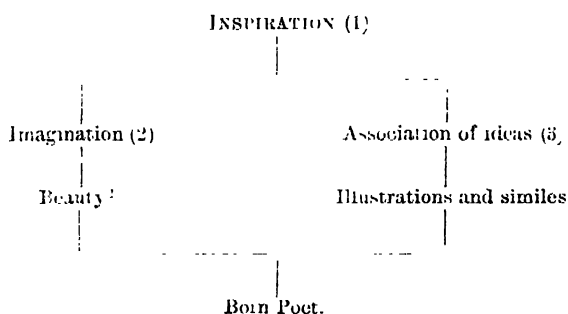 INSPIRATION (1)
Imagination (2) Association of ideas (3)
Beauty Illustrations and similes
Born Poet.